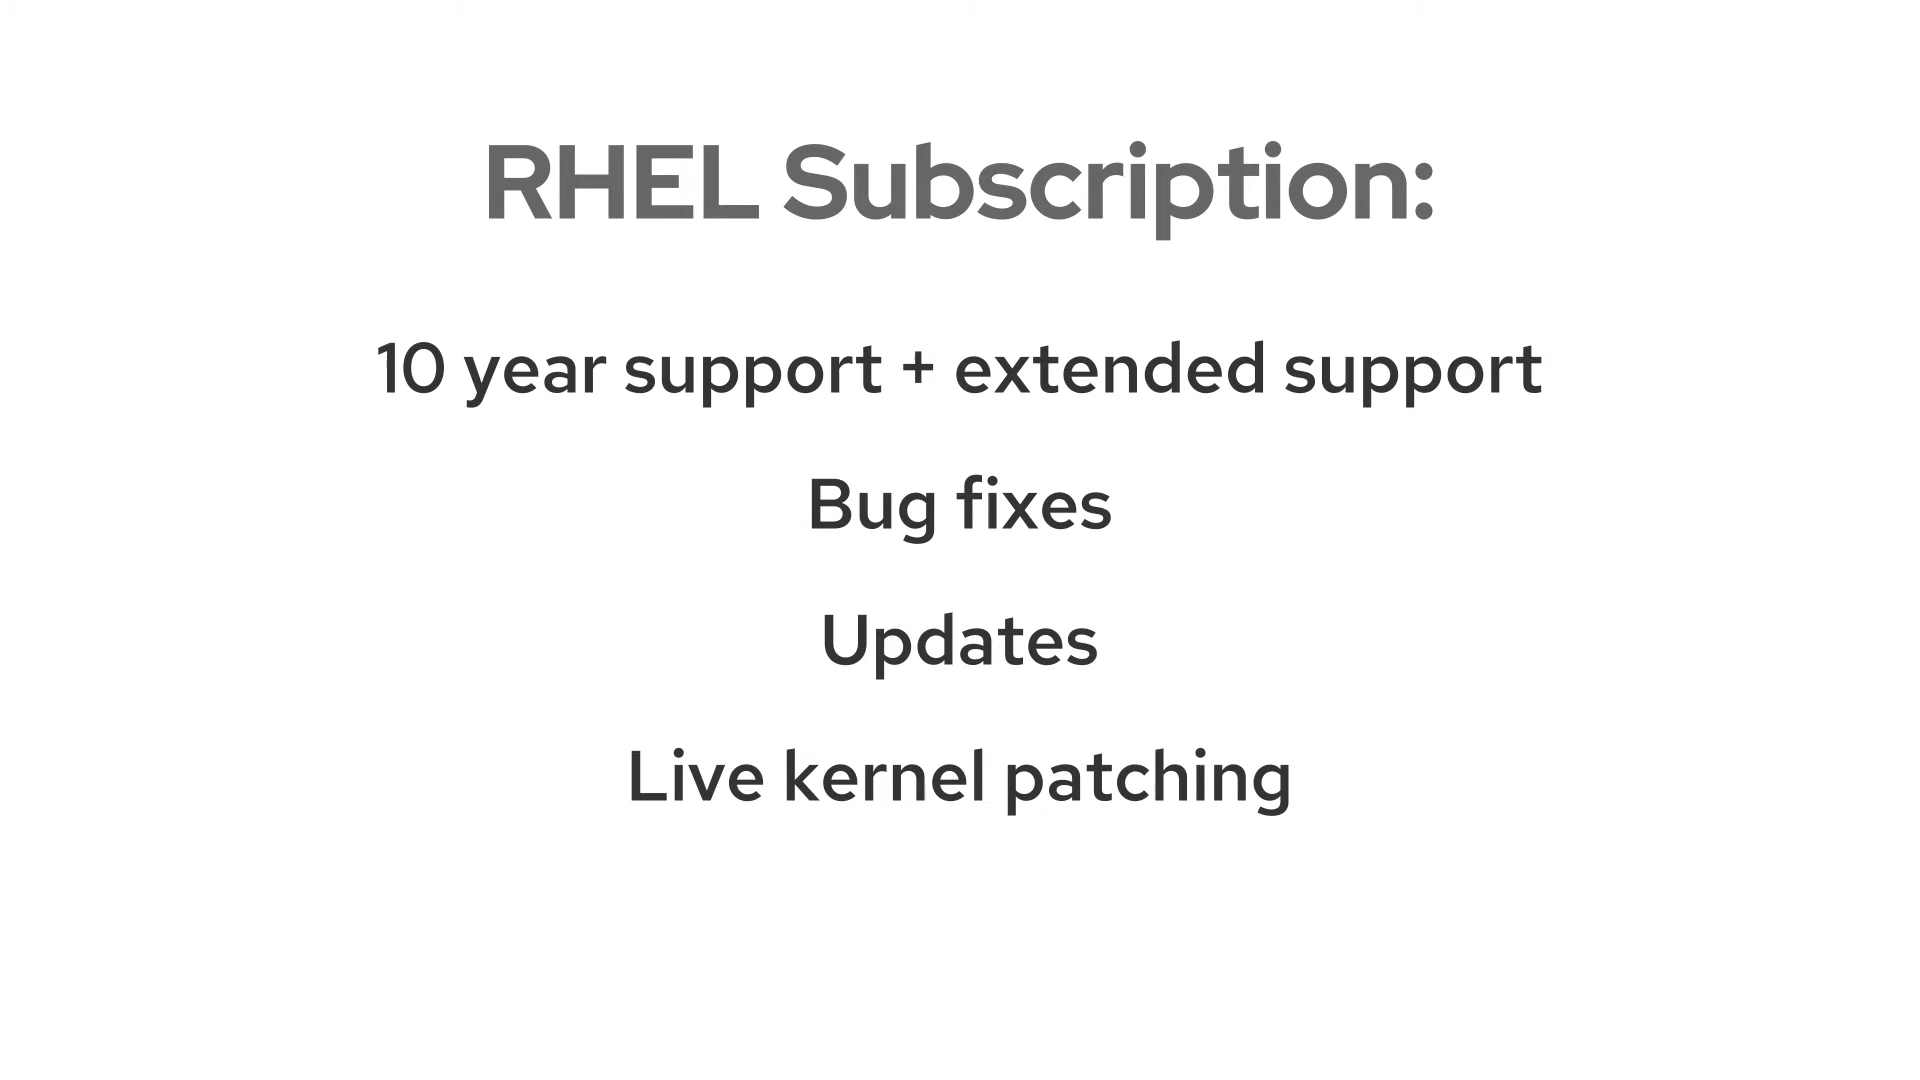 RHEL Subscription:
10 year support + extended support
Bug fixes
Updates
Live kernel patching